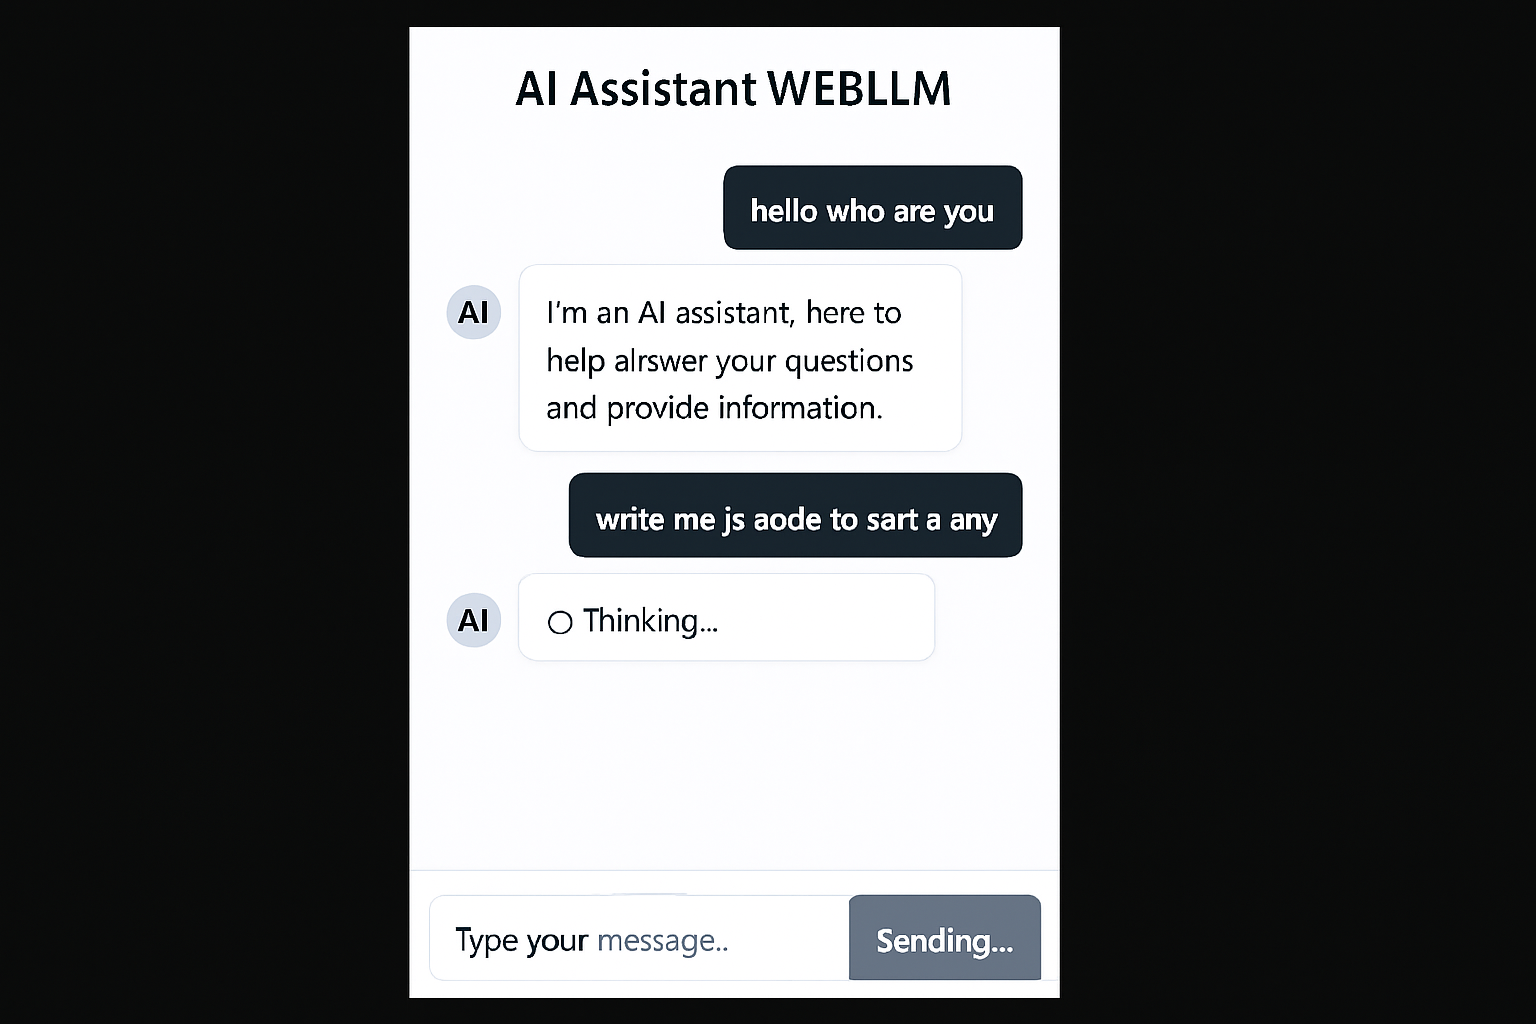 AI Assistant WEBLLM
hello who are you
AI
I'm an AI assistant, here to
help alrswer your questions
and provide information.
write me js aode to sart a any
AI
Thinking...
Type your message..
Sending...